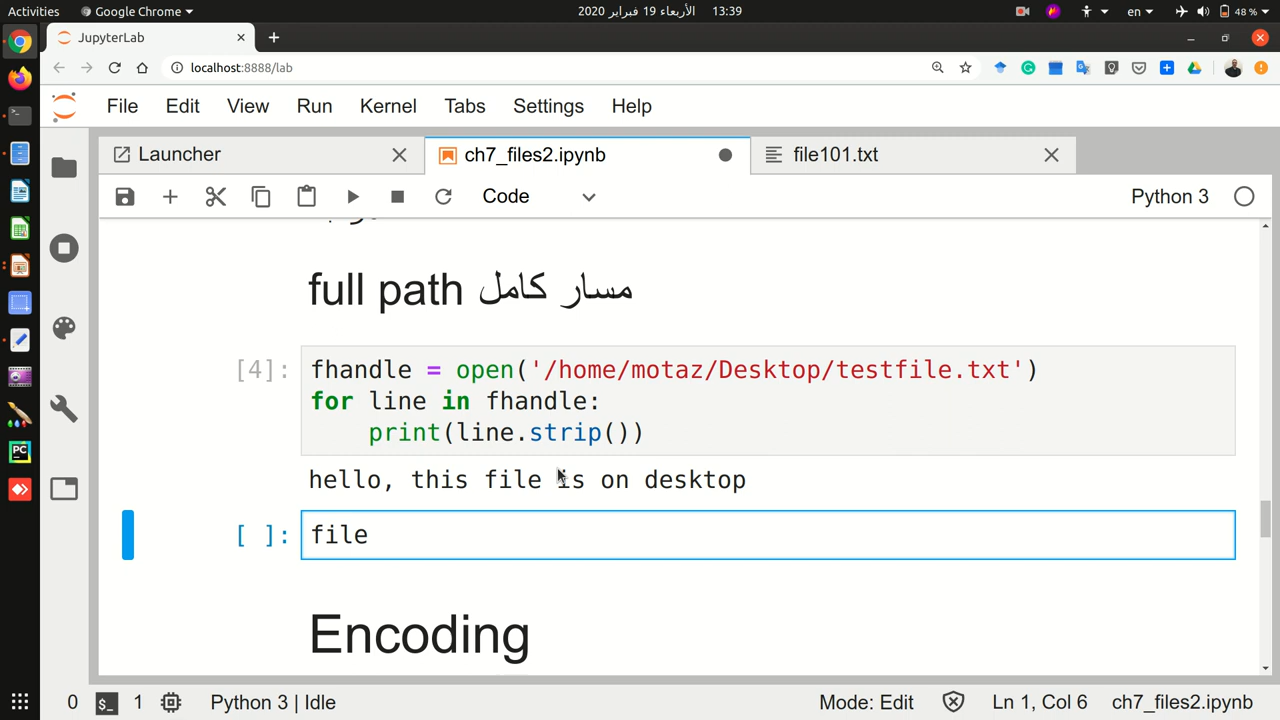 Activities Google Chrome الأربعاء 19 فبراير 2020 13:39 en 48 %
JupyterLab
localhost:8888/lab
File Edit View Run Kernel Tabs Settings Help
Launcher ch7_files2.ipynb file101.txt
Code Python 3
full path مسار كامل
[4]: fhandle = open('/home/motaz/Desktop/testfile.txt')
for line in fhandle:
print(line.strip())
hello, this file is on desktop
[ ]: file
Encoding
0 $_ 1 Python 3 | Idle Mode: Edit Ln 1, Col 6 ch7_files2.ipynb